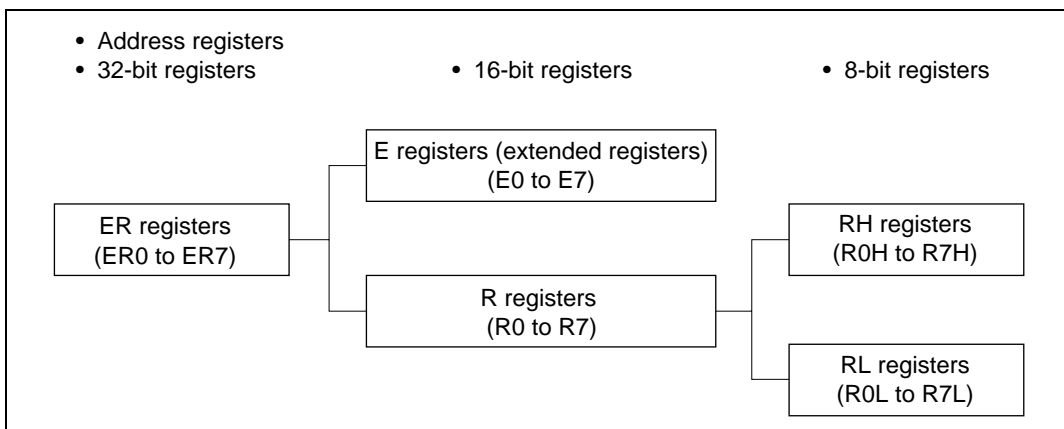 • Address registers
• 32-bit registers
• 16-bit registers
• 8-bit registers
E registers (extended registers)
(E0 to E7)
ER registers
(ER0 to ER7)
RH registers
(R0H to R7H)
R registers
(R0 to R7)
RL registers
(R0L to R7L)